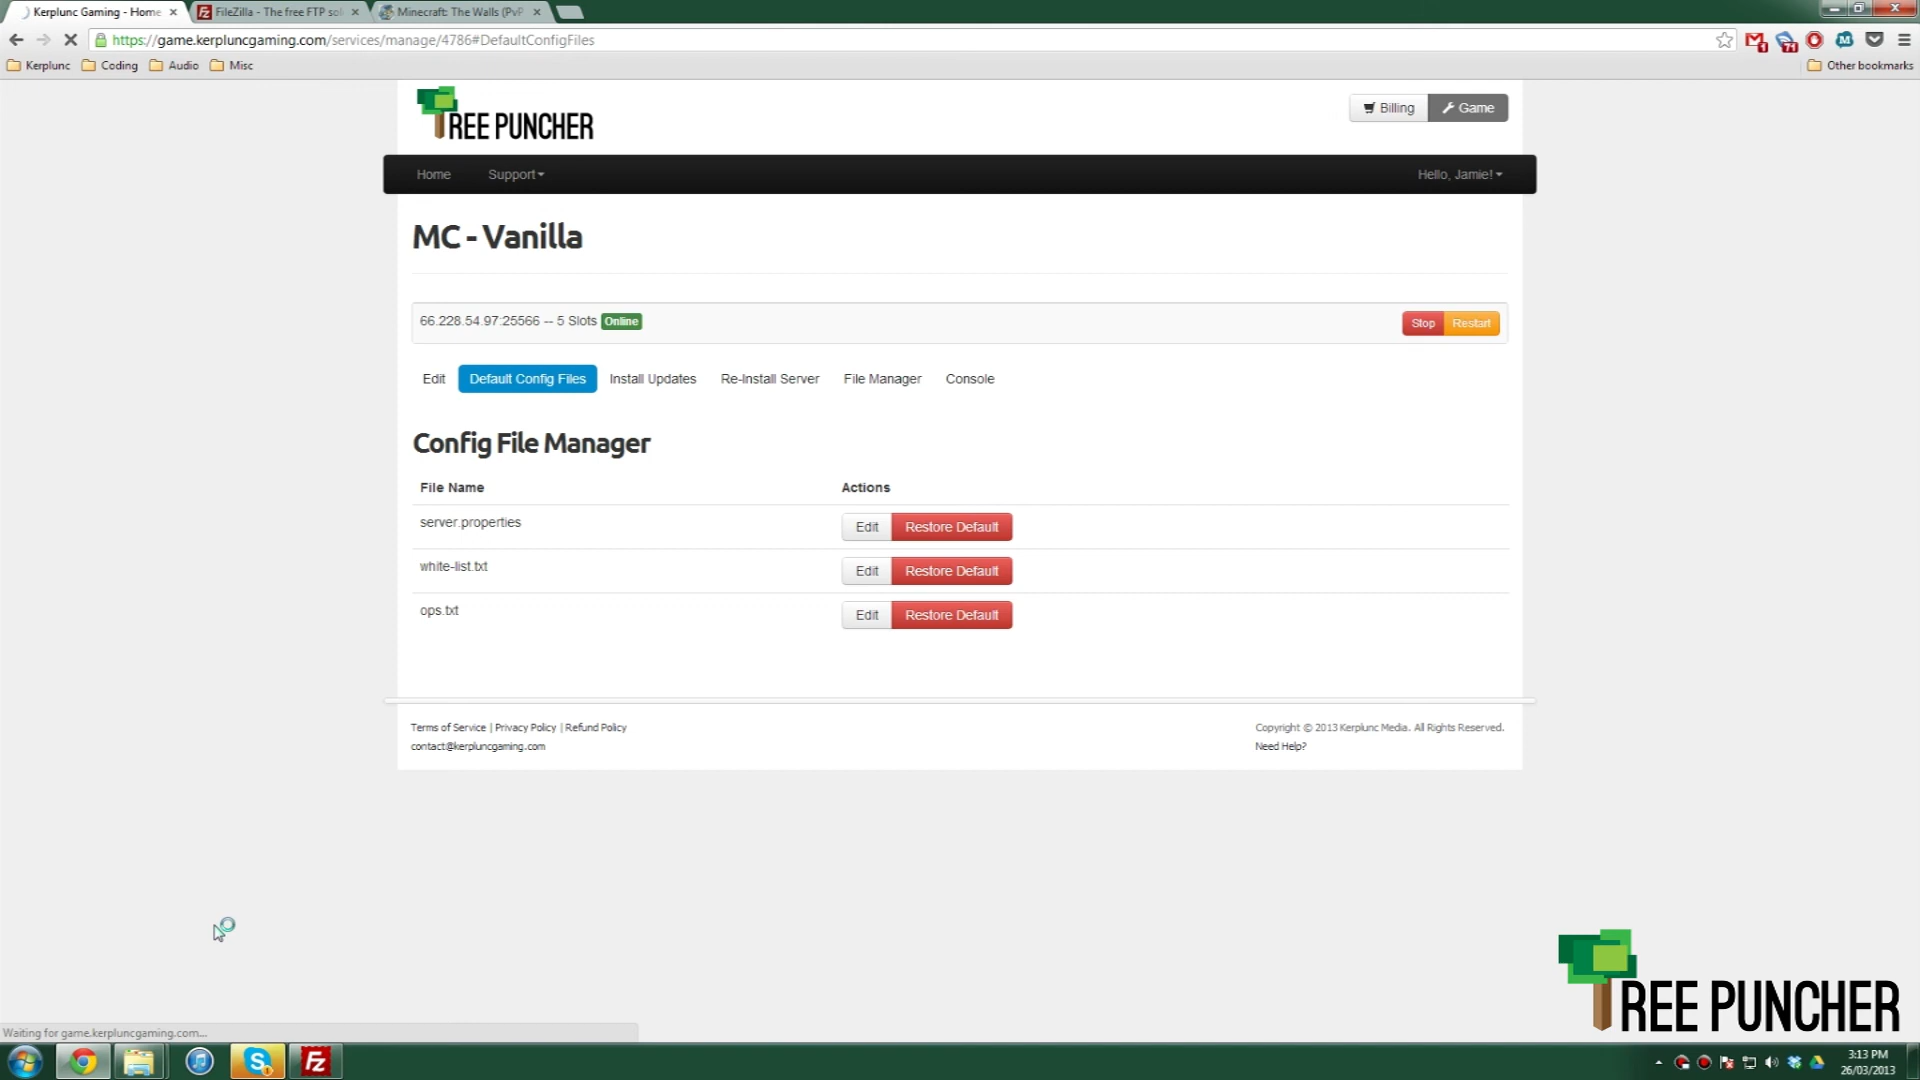 Kerplunc Gaming - Home
FileZilla - The free FTP sol
Minecraft: The Walls (PvP
https://game.kerpluncgaming.com/services/manage/4786#DefaultConfigFiles
Kerplunc
Coding
Audio
Misc
Other bookmarks
REE PUNCHER
Billing
Game
Home
Support
Hello, Jamie!
MC - Vanilla
66.228.54.97:25566 -- 5 Slots Online
Stop
Restart
Edit
Default Config Files
Install Updates
Re-Install Server
File Manager
Console
Config File Manager
File Name
Actions
server.properties
Edit
Restore Default
white-list.txt
Edit
Restore Default
ops.txt
Edit
Restore Default
Terms of Service | Privacy Policy | Refund Policy
contact@kerpluncgaming.com
Copyright © 2013 Kerplunc Media. All Rights Reserved.
Need Help?
REE PUNCHER
Waiting for game.kerpluncgaming.com...
3:13 PM
26/03/2013